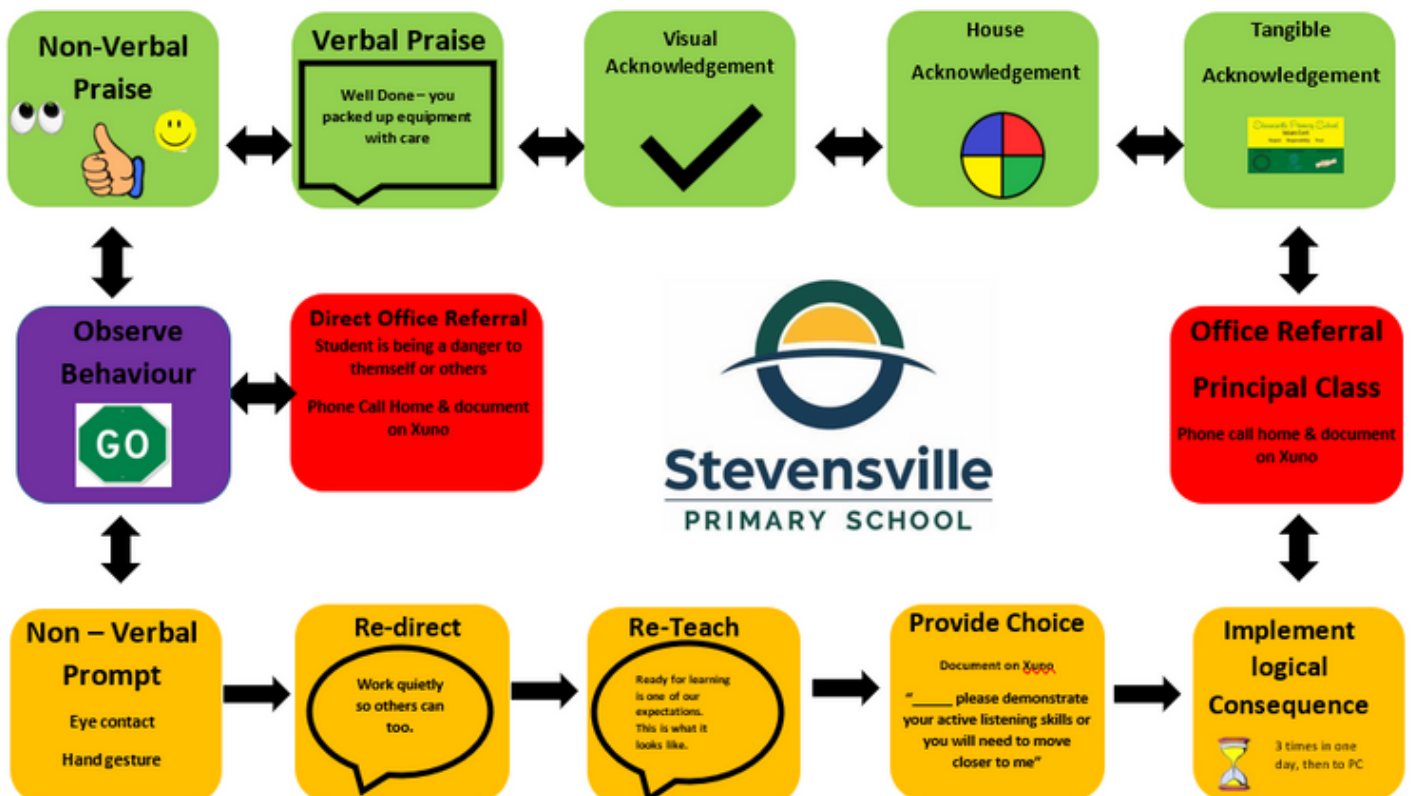 Non-Verbal
Praise
Verbal Praise
Well Done – you
packed up equipment
with care
Visual
Acknowledgement
House
Acknowledgement
Tangible
Acknowledgement
Observe
Behaviour
GO
Direct Office Referral
Student is being a danger to
themself or others
Phone Call Home & document
on Xuno
Stevensville
PRIMARY SCHOOL
Office Referral
Principal Class
Phone call home & document
on Xuno
Non – Verbal
Prompt
Eye contact
Hand gesture
Re-direct
Work quietly
so others can
too.
Re-Teach
Ready for learning
is one of our
expectations.
This is what it
looks like.
Provide Choice
Document on Xuno
“_____ please demonstrate
your active listening skills or
you will need to move
closer to me”
Implement
logical
Consequence
3 times in one
day, then to PC